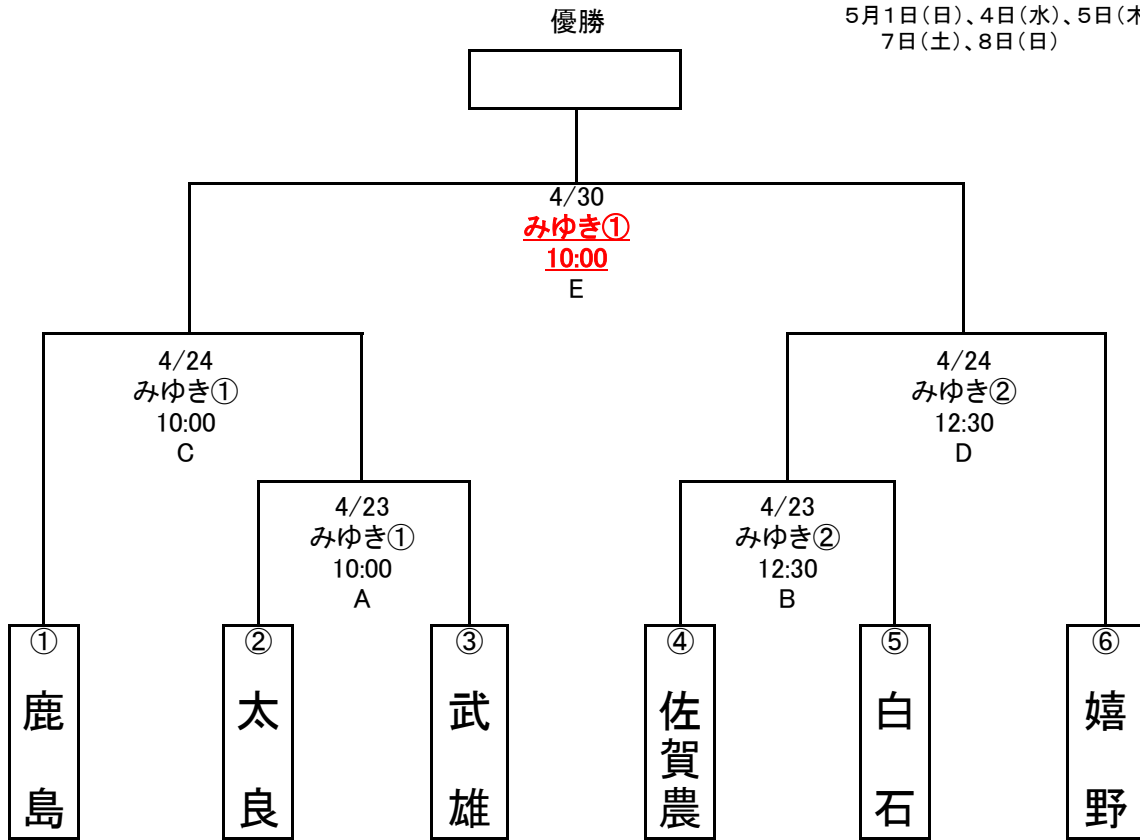 優勝
5月1日(日)、4日(水)、5日(木
7日(土)、8日(日)
4/30
みゆき①
10:00
E
4/24
みゆき①
10:00
C
4/24
みゆき②
12:30
D
4/23
みゆき①
10:00
A
4/23
みゆき②
12:30
B
①
鹿島
②
太良
③
武雄
④
佐賀農
⑤
白石
⑥
嬉野